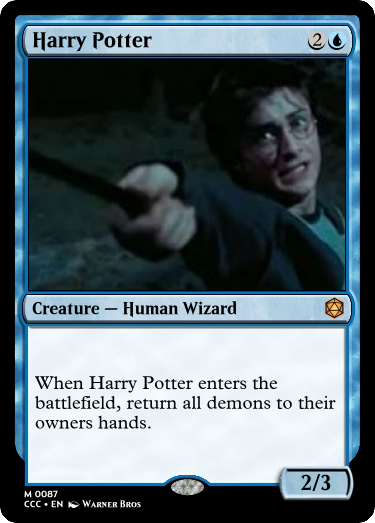 Harry Potter 2
Creature — Human Wizard
When Harry Potter enters the
battlefield, return all demons to their
owners hands.
2/3
M 0087
CCC • EN Warner Bros